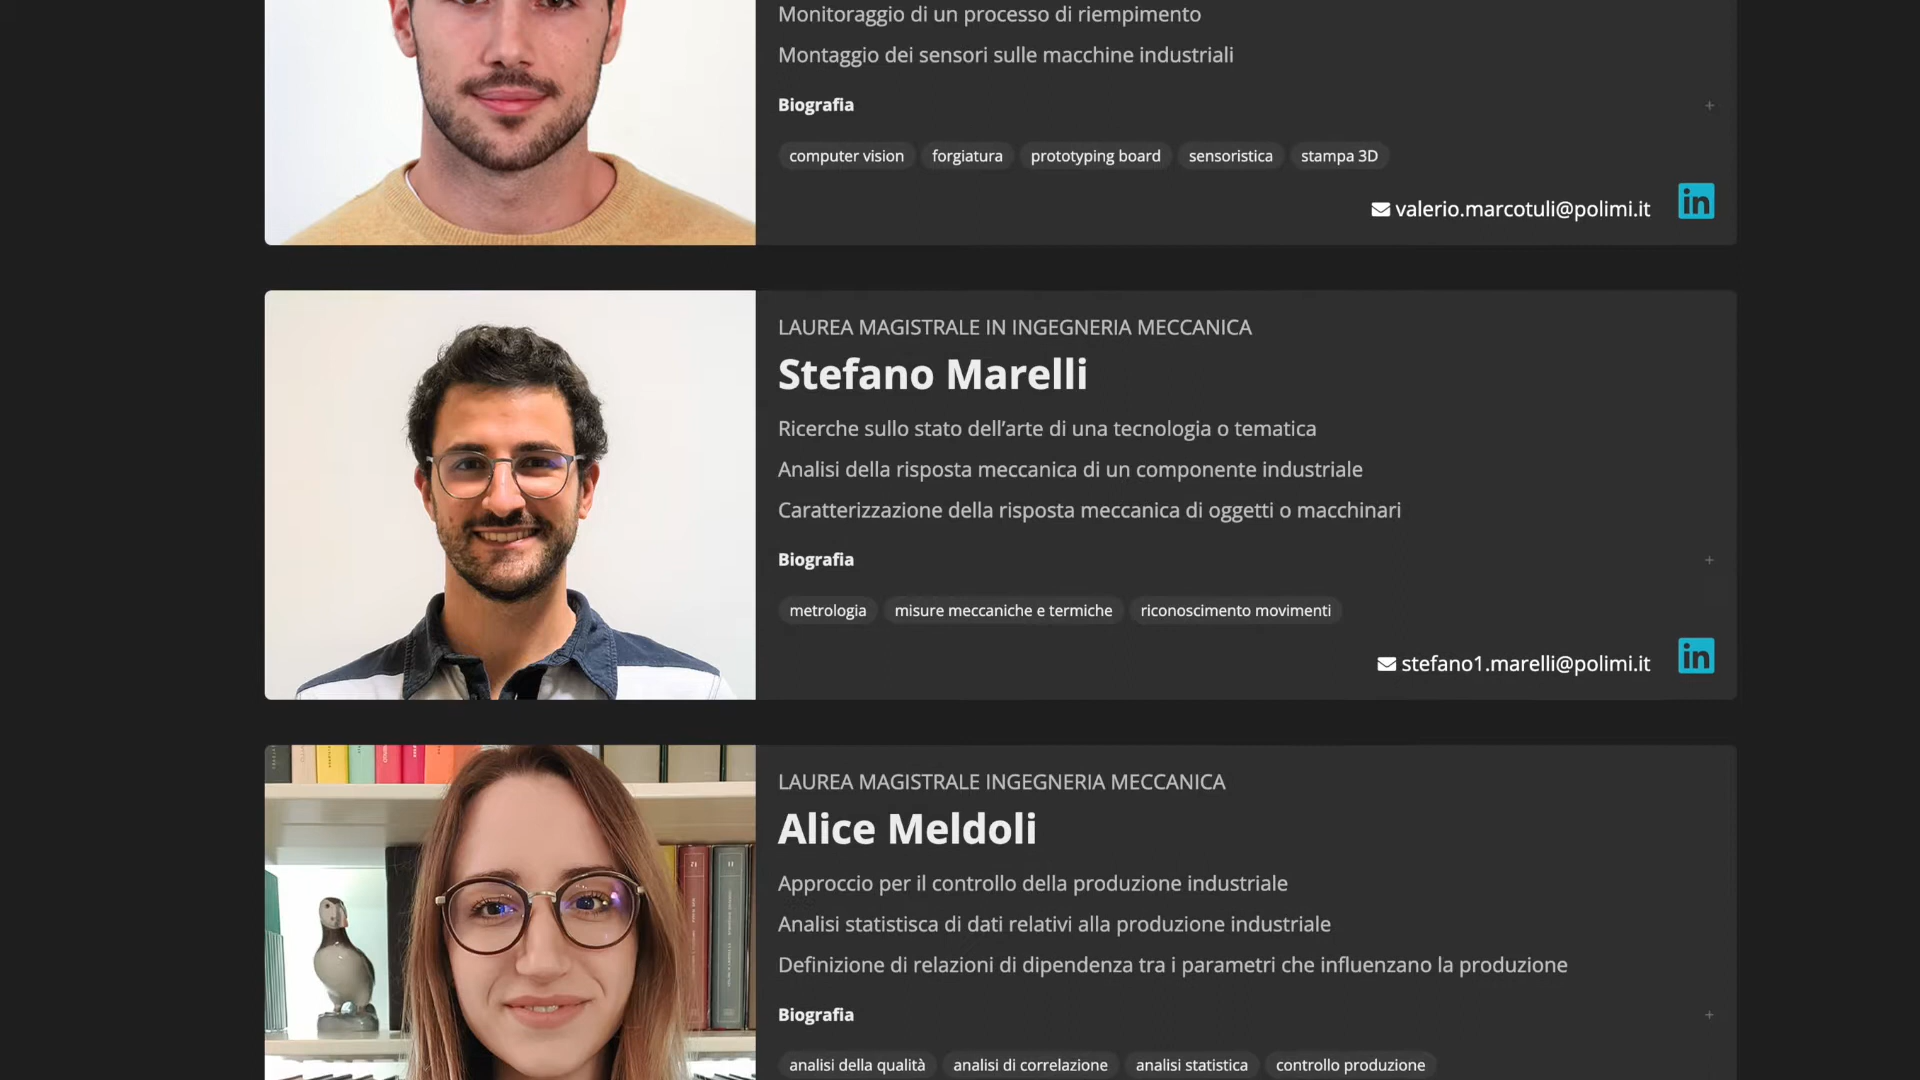 Monitoraggio di un processo di riempimento
Montaggio dei sensori sulle macchine industriali
Biografia +
computer vision forgiatura prototyping board sensoristica stampa 3D
valerio.marcotuli@polimi.it in
LAUREA MAGISTRALE IN INGEGNERIA MECCANICA
Stefano Marelli
Ricerche sullo stato dell’arte di una tecnologia o tematica
Analisi della risposta meccanica di un componente industriale
Caratterizzazione della risposta meccanica di oggetti o macchinari
Biografia +
metrologia misure meccaniche e termiche riconoscimento movimenti
stefano1.marelli@polimi.it in
LAUREA MAGISTRALE INGEGNERIA MECCANICA
Alice Meldoli
Approccio per il controllo della produzione industriale
Analisi statistisca di dati relativi alla produzione industriale
Definizione di relazioni di dipendenza tra i parametri che influenzano la produzione
Biografia +
analisi della qualità analisi di correlazione analisi statistica controllo produzione